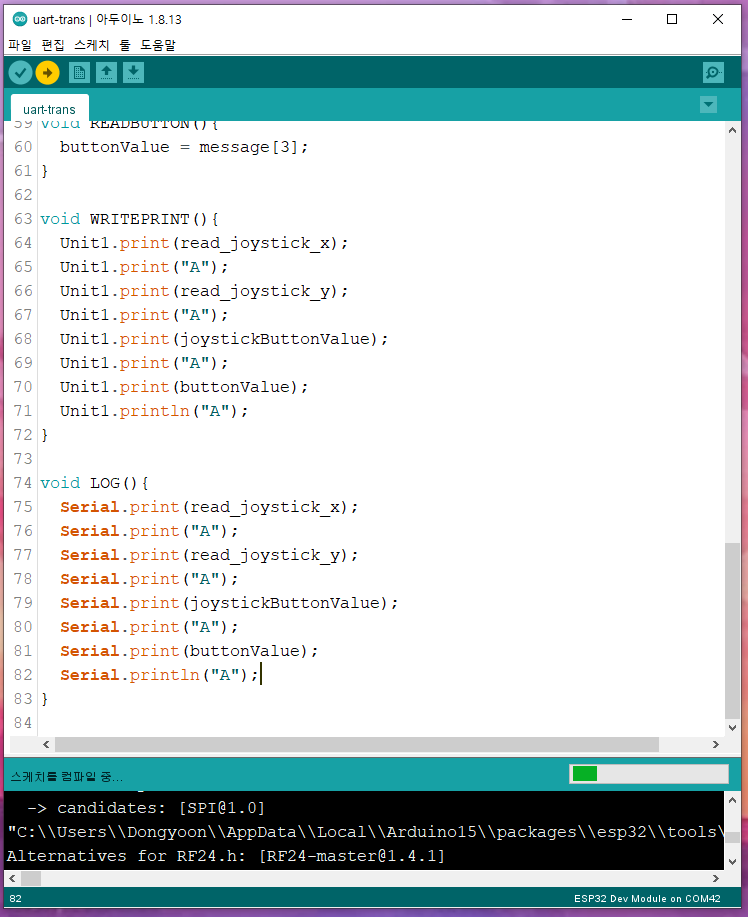 uart-trans | 아두이노 1.8.13
파일 편집 스케치 툴 도움말
uart-trans
59 void READBUTTON(){
60   buttonValue = message[3];
61 }
62
63 void WRITEPRINT(){
64   Unit1.print(read_joystick_x);
65   Unit1.print("A");
66   Unit1.print(read_joystick_y);
67   Unit1.print("A");
68   Unit1.print(joystickButtonValue);
69   Unit1.print("A");
70   Unit1.print(buttonValue);
71   Unit1.println("A");
72 }
73
74 void LOG(){
75   Serial.print(read_joystick_x);
76   Serial.print("A");
77   Serial.print(read_joystick_y);
78   Serial.print("A");
79   Serial.print(joystickButtonValue);
80   Serial.print("A");
81   Serial.print(buttonValue);
82   Serial.println("A");
83 }
84
스케치를 컴파일 중...
  -> candidates: [SPI@1.0]
"C:\\Users\\Dongyoon\\AppData\\Local\\Arduino15\\packages\\esp32\\tools\
Alternatives for RF24.h: [RF24-master@1.4.1]
82
ESP32 Dev Module on COM42